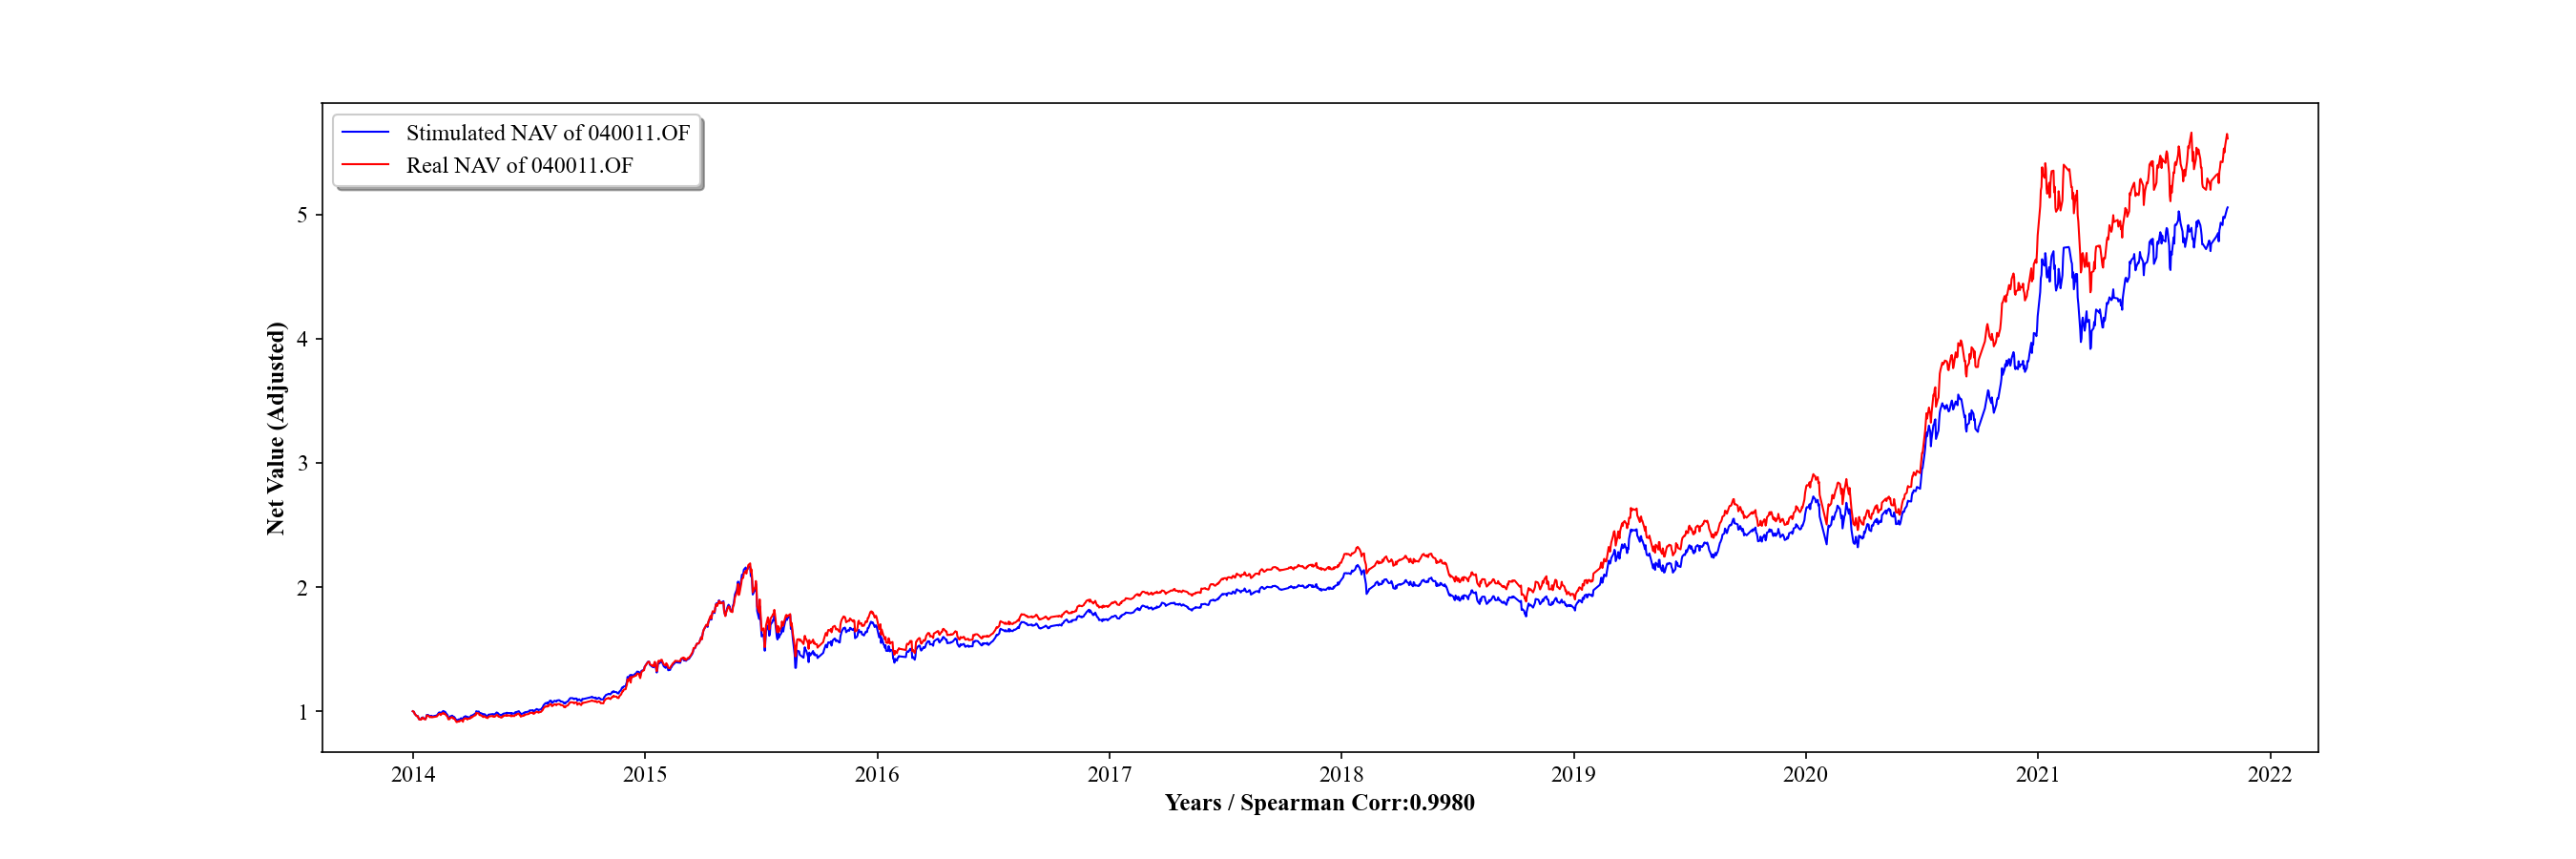 Stimulated NAV of 040011.OF
Real NAV of 040011.OF
Net Value (Adjusted)
5
4
3
2
1
2014 2015 2016 2017 2018 2019 2020 2021 2022
Years / Spearman Corr:0.9980